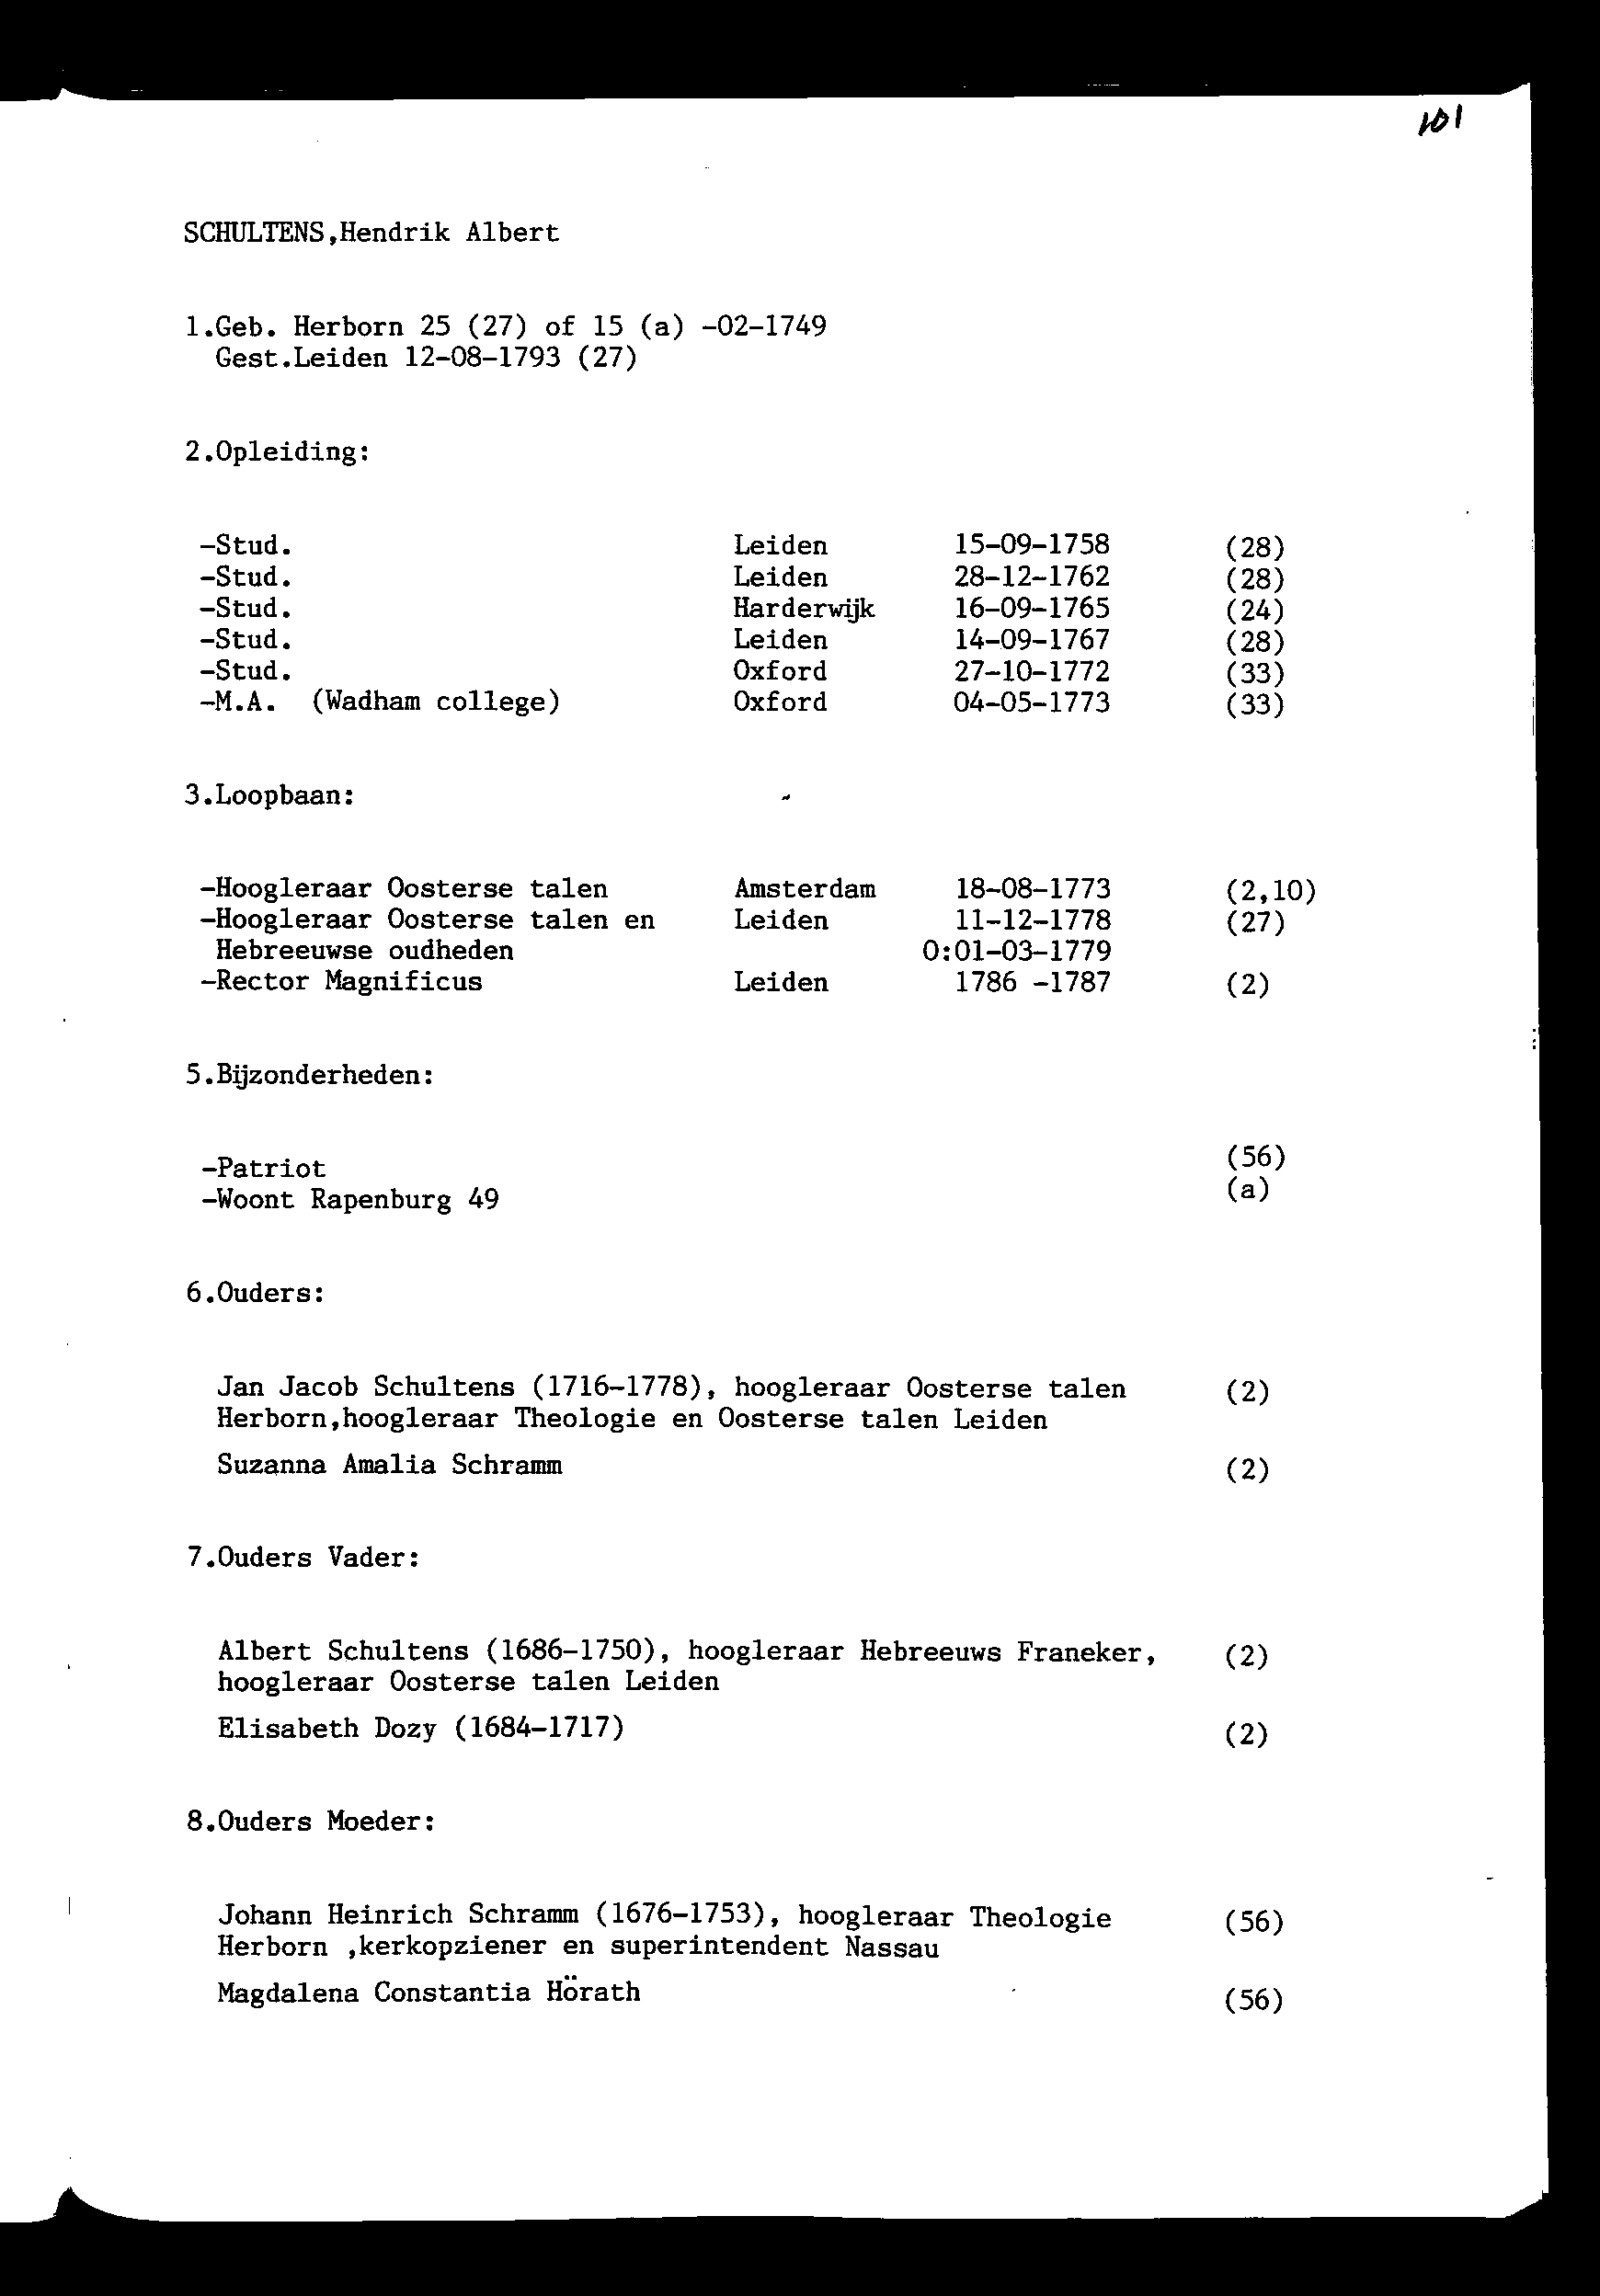 101
SCHULTENS,Hendrik Albert
1.Geb. Herborn 25 (27) of 15 (a) -02-1749
Gest.Leiden 12-08-1793 (27)
2.Opleiding:
-Stud. Leiden 15-09-1758 (28)
-Stud. Leiden 28-12-1762 (28)
-Stud. Harderwijk 16-09-1765 (24)
-Stud. Leiden 14-09-1767 (28)
-Stud. Oxford 27-10-1772 (33)
-M.A. (Wadham college) Oxford 04-05-1773 (33)
3.Loopbaan:
-Hoogleraar Oosterse talen Amsterdam 18-08-1773 (2,10)
-Hoogleraar Oosterse talen en Leiden 11-12-1778 (27)
Hebreeuwse oudheden O:01-03-1779
-Rector Magnificus Leiden 1786 -1787 (2)
5.Bijzonderheden:
-Patriot (56)
-Woont Rapenburg 49 (a)
6.Ouders:
Jan Jacob Schultens (1716-1778), hoogleraar Oosterse talen (2)
Herborn,hoogleraar Theologie en Oosterse talen Leiden
Suzanna Amalia Schramm (2)
7.Ouders Vader:
Albert Schultens (1686-1750), hoogleraar Hebreeuws Franeker, (2)
hoogleraar Oosterse talen Leiden
Elisabeth Dozy (1684-1717) (2)
8.Ouders Moeder:
Johann Heinrich Schramm (1676-1753), hoogleraar Theologie (56)
Herborn ,kerkopziener en superintendent Nassau
Magdalena Constantia Hörath (56)